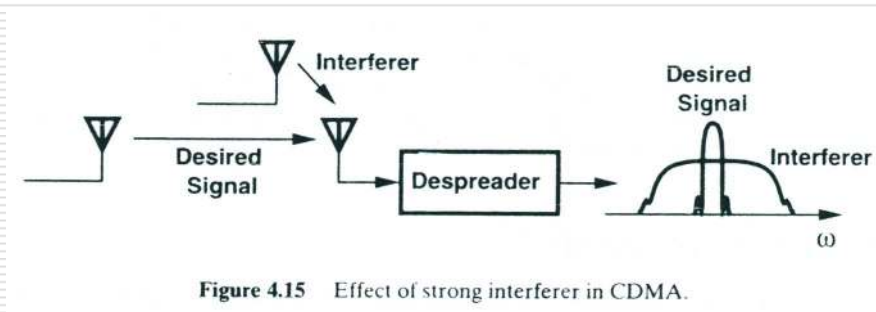 Interferer
Desired
Signal
Despreader
Desired
Signal
Interferer
ω
Figure 4.15 Effect of strong interferer in CDMA.